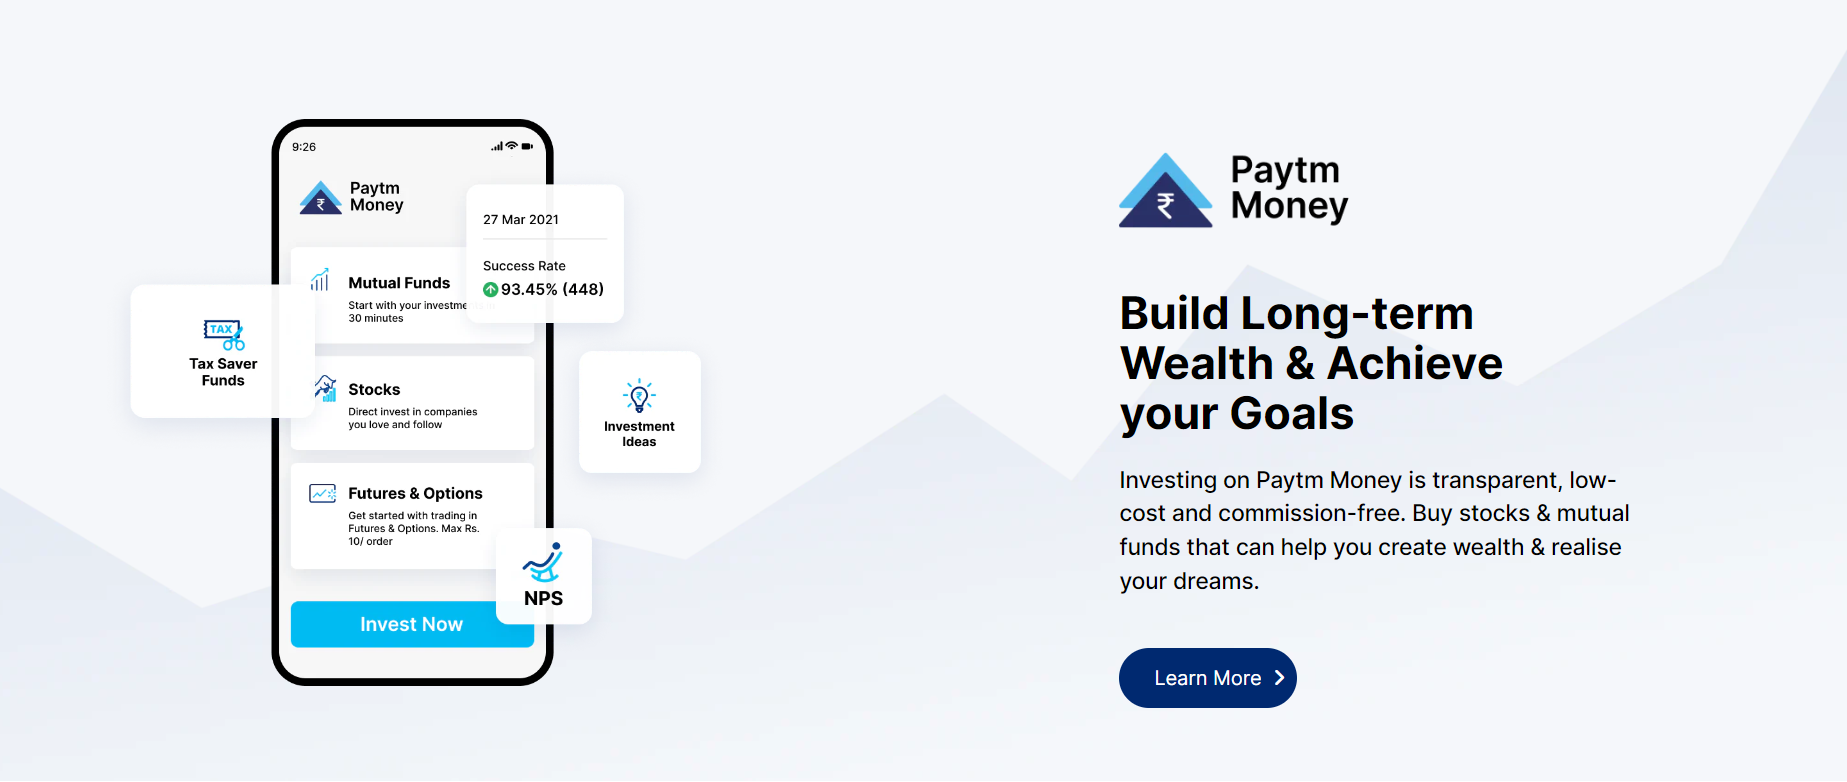 9:26
Paytm
Money
₹
27 Mar 2021
Success Rate
93.45% (448)
Mutual Funds
Start with your investme
30 minutes
TAX
Tax Saver
Funds
Stocks
Direct invest in companies
you love and follow
₹
Investment
Ideas
Futures & Options
Get started with trading in
Futures & Options. Max Rs.
10/ order
NPS
Invest Now
₹
Paytm
Money
Build Long-term
Wealth & Achieve
your Goals
Investing on Paytm Money is transparent, low-
cost and commission-free. Buy stocks & mutual
funds that can help you create wealth & realise
your dreams.
Learn More